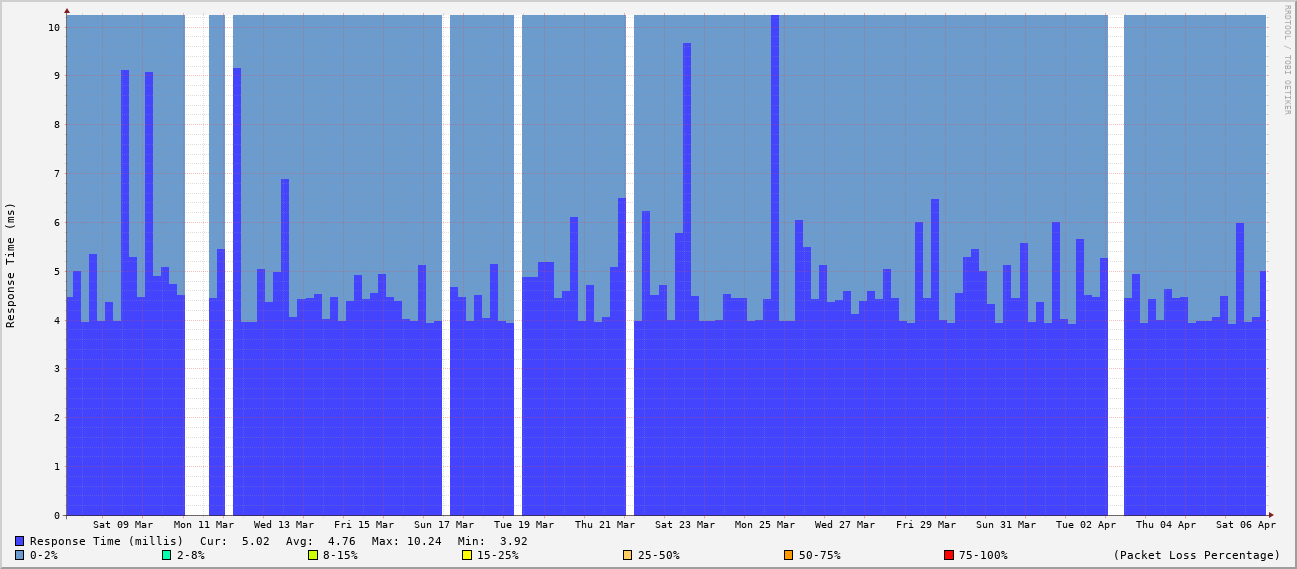 RRDTOOL / TOBI OETIKER
Response Time (ms)
10
9
8
7
6
5
4
3
2
1
0
Sat 09 Mar Mon 11 Mar Wed 13 Mar Fri 15 Mar Sun 17 Mar Tue 19 Mar Thu 21 Mar Sat 23 Mar Mon 25 Mar Wed 27 Mar Fri 29 Mar Sun 31 Mar Tue 02 Apr Thu 04 Apr Sat 06 Apr
Response Time (millis) Cur: 5.02 Avg: 4.76 Max: 10.24 Min: 3.92
0-2% 2-8% 8-15% 15-25% 25-50% 50-75% 75-100% (Packet Loss Percentage)